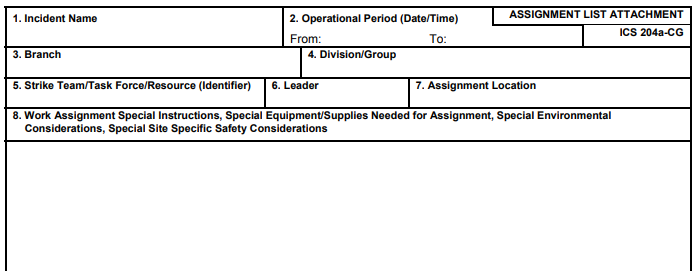 1. Incident Name
2. Operational Period (Date/Time)
From: To:
ASSIGNMENT LIST ATTACHMENT
ICS 204a-CG
3. Branch
4. Division/Group
5. Strike Team/Task Force/Resource (Identifier)
6. Leader
7. Assignment Location
8. Work Assignment Special Instructions, Special Equipment/Supplies Needed for Assignment, Special Environmental
Considerations, Special Site Specific Safety Considerations